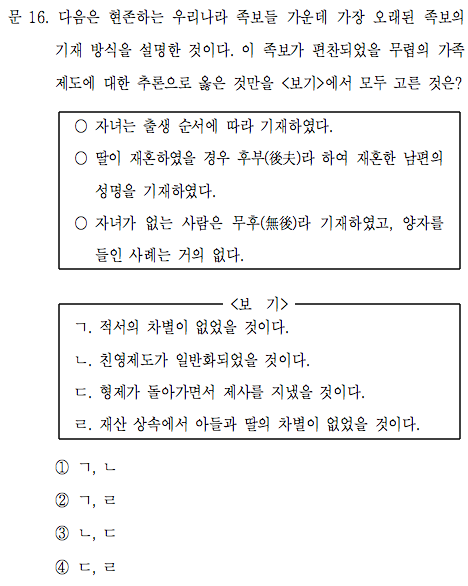 문 16. 다음은 현존하는 우리나라 족보들 가운데 가장 오래된 족보의
기재 방식을 설명한 것이다. 이 족보가 편찬되었을 무렵의 가족
제도에 대한 추론으로 옳은 것만을 <보기>에서 모두 고른 것은?
○ 자녀는 출생 순서에 따라 기재하였다.
○ 딸이 재혼하였을 경우 후부(後夫)라 하여 재혼한 남편의
성명을 기재하였다.
○ 자녀가 없는 사람은 무후(無後)라 기재하였고, 양자를
들인 사례는 거의 없다.
<보 기>
ㄱ. 적서의 차별이 없었을 것이다.
ㄴ. 친영제도가 일반화되었을 것이다.
ㄷ. 형제가 돌아가면서 제사를 지냈을 것이다.
ㄹ. 재산 상속에서 아들과 딸의 차별이 없었을 것이다.
① ㄱ, ㄴ
② ㄱ, ㄹ
③ ㄴ, ㄷ
④ ㄷ, ㄹ